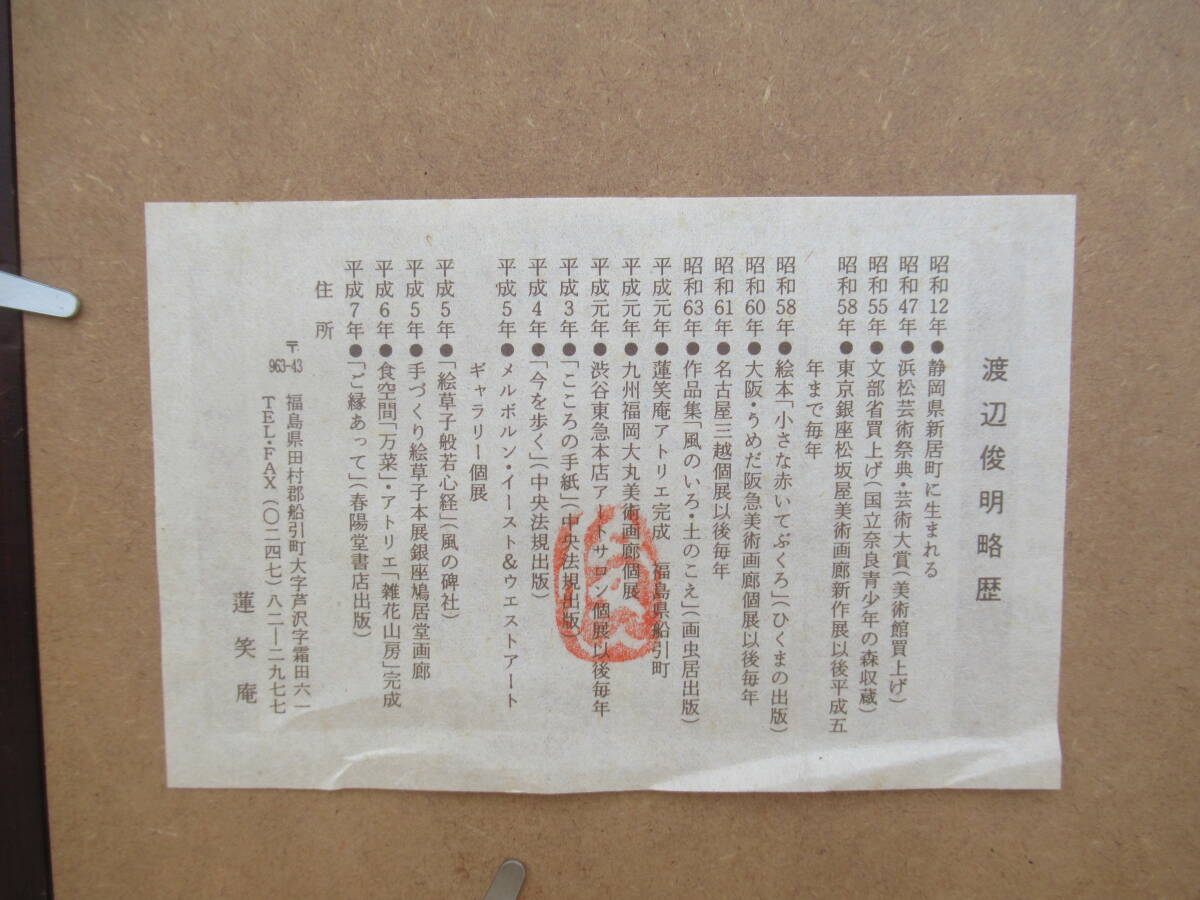 渡辺俊明略歴
昭和12年●静岡県新居町に生まれる
昭和47年●浜松芸術祭典・芸術大賞(美術館買上げ)
昭和55年●文部省買上げ(国立奈良青少年の森収蔵)
昭和58年●東京銀座松坂屋美術画廊新作展以後平成五
年まで毎年
昭和58年●絵本「小さな赤いてぶくろ」(ひくまの出版)
昭和60年●大阪・うめだ阪急美術画廊個展以後毎年
昭和61年●名古屋三越個展以後毎年
昭和63年●作品集「風のいろ・土のこえ」(画虫居出版)
平成元年●蓮笑庵アトリエ完成 福島県船引町
平成元年●九州福岡大丸美術画廊個展
平成元年●渋谷東急本店アートサロン個展以後毎年
平成3年●「こころの手紙」(中央法規出版)
平成4年●「今を歩く」(中央法規出版)
平成5年●メルボルン・イースト&ウエストアート
ギャラリー個展
平成5年●「絵草子般若心経」(風の碑社)
平成5年●手づくり絵草子本展銀座鳩居堂画廊
平成6年●食空間「万菜」・アトリエ「雑花山房」完成
平成7年●「ご縁あって」(春陽堂書店出版)
住所
〒963-43 福島県田村郡船引町大字芦沢字霜田六一
TEL・FAX(〇二四七)八二―二九七七
蓮笑庵